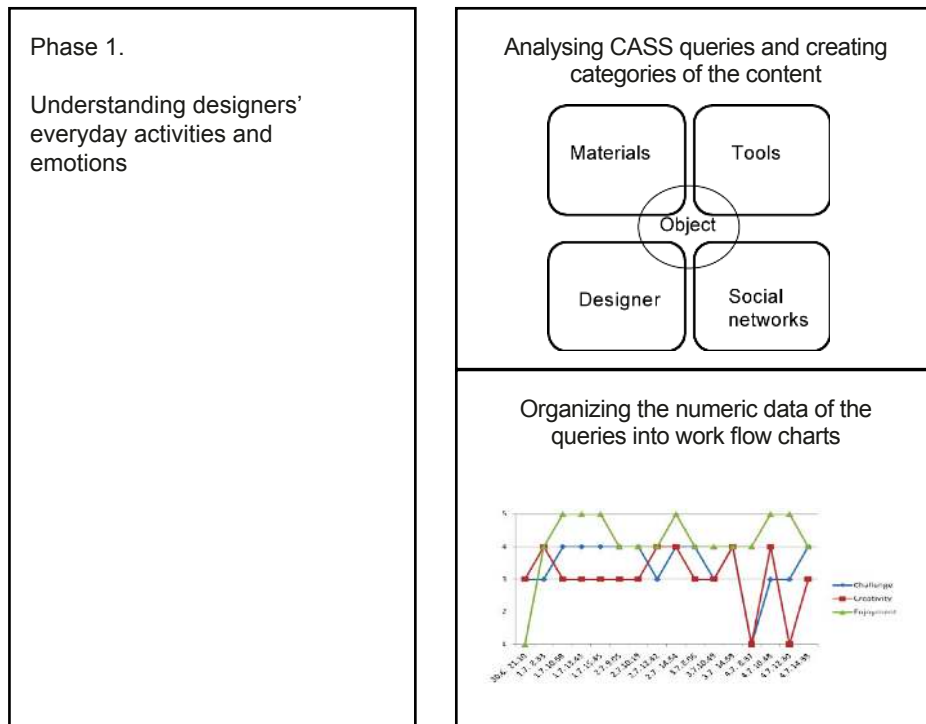 Phase 1.
Understanding designers’
everyday activities and
emotions
Analysing CASS queries and creating
categories of the content
Materials
Tools
Object
Designer
Social
networks
Organizing the numeric data of the
queries into work flow charts
5
4
3
2
1
Challenge
Creativity
Enjoyment